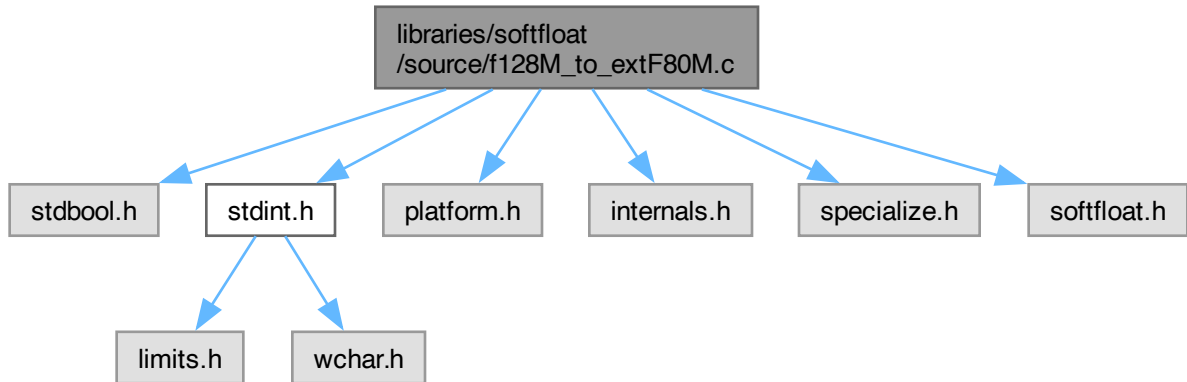 libraries/softfloat
/source/f128M_to_extF80M.c
stdbool.h
stdint.h
platform.h
internals.h
specialize.h
softfloat.h
limits.h
wchar.h